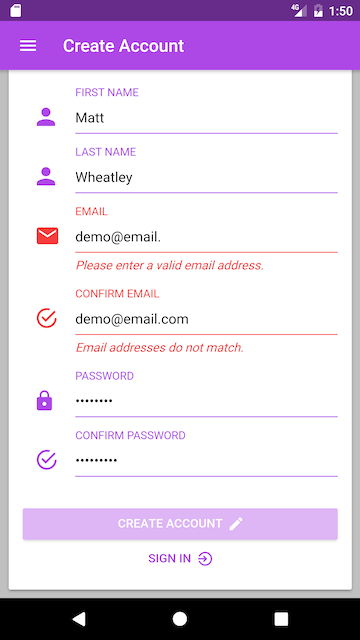 4G 1:50
Create Account
FIRST NAME
Matt
LAST NAME
Wheatley
EMAIL
demo@email.
Please enter a valid email address.
CONFIRM EMAIL
demo@email.com
Email addresses do not match.
PASSWORD
••••••••
CONFIRM PASSWORD
•••••••••
CREATE ACCOUNT
SIGN IN